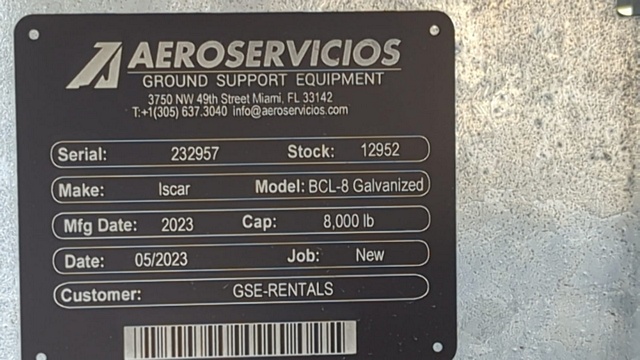 AEROSERVICIOS
GROUND SUPPORT EQUIPMENT
3750 NW 49th Street Miami, FL 33142
T:+1(305) 637.3040 info@aeroservicios.com
Serial: 232957 Stock: 12952
Make: Iscar Model: BCL-8 Galvanized
Mfg Date: 2023 Cap: 8,000 lb
Date: 05/2023 Job: New
Customer: GSE-RENTALS